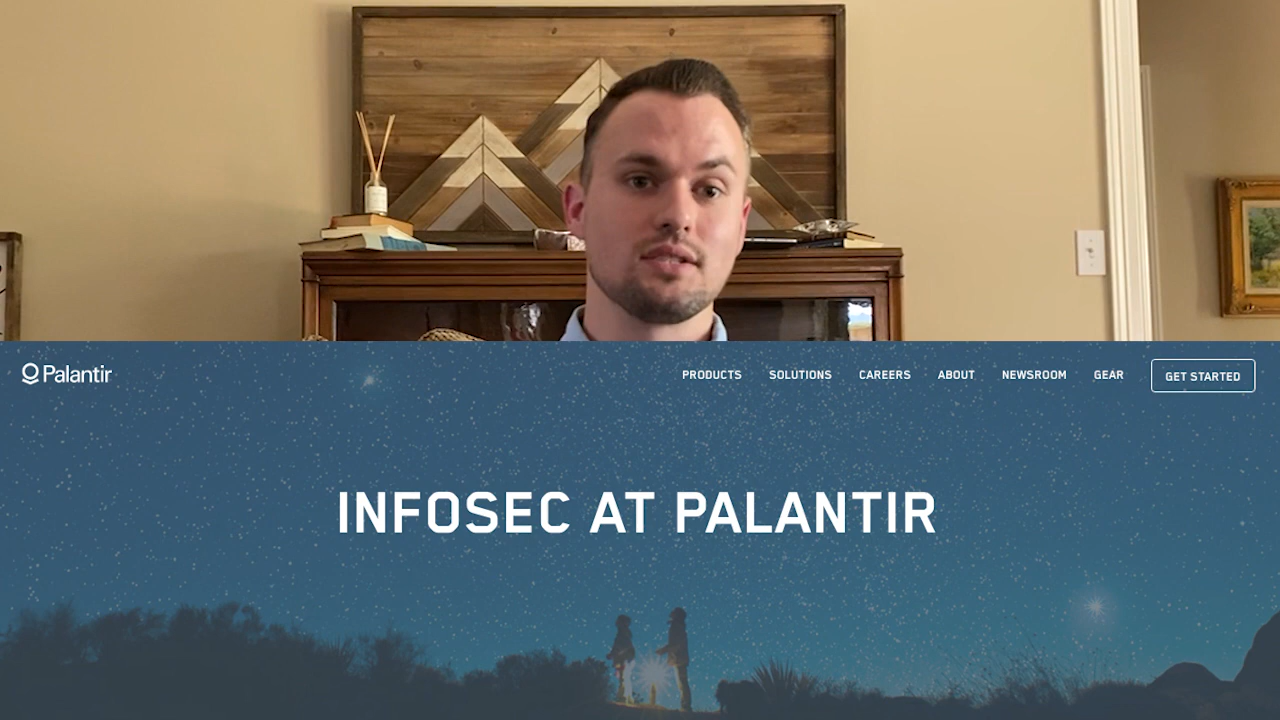 Palantir
PRODUCTS SOLUTIONS CAREERS ABOUT NEWSROOM GEAR GET STARTED
INFOSEC AT PALANTIR